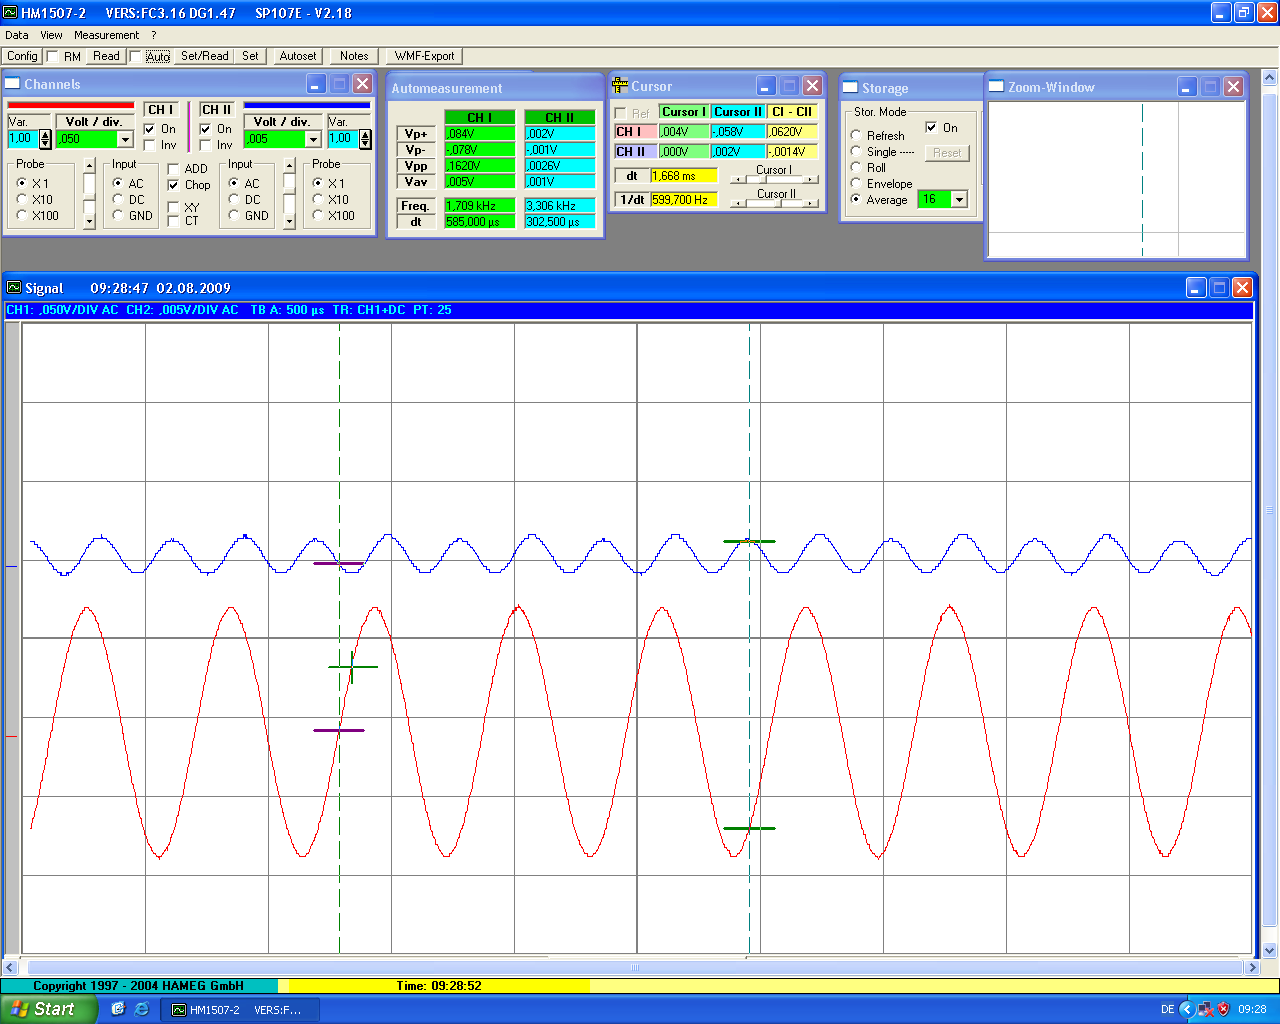 HM1507-2 VERS:FC3.16 DG1.47 SP107E - V2.18
Data View Measurement ?
Config RM Read Auto Set/Read Set Autoset Notes WMF-Export
Channels
CH I CH II
Var. Volt / div. On On Volt / div. Var.
1,00 ,050 Inv Inv ,005 1,00
Probe Input ADD Input Probe
X 1 AC Chop AC X 1
X10 DC DC X10
X100 GND XY GND X100
CT
Automeasurement
CH I CH II
Vp+ ,084V ,002V
Vp- -,078V -,001V
Vpp ,1620V ,0026V
Vav ,005V ,001V
Freq. 1,709 kHz 3,306 kHz
dt 585,000 µs 302,500 µs
Cursor
Ref Cursor I Cursor II CI - CII
CH I ,004V -,058V ,0620V
CH II ,000V ,002V -,0014V
dt 1,668 ms Cursor I
1/dt 599,700 Hz Cursor II
Storage
Stor. Mode
Refresh On
Single -----
Reset
Roll
Envelope
Average 16
Zoom-Window
Signal 09:28:47 02.08.2009
CH1: ,050V/DIV AC CH2: ,005V/DIV AC TB A: 500 µs TR: CH1+DC PT: 25
Copyright 1997 - 2004 HAMEG GmbH Time: 09:28:52
Start HM1507-2 VERS:F... DE 09:28